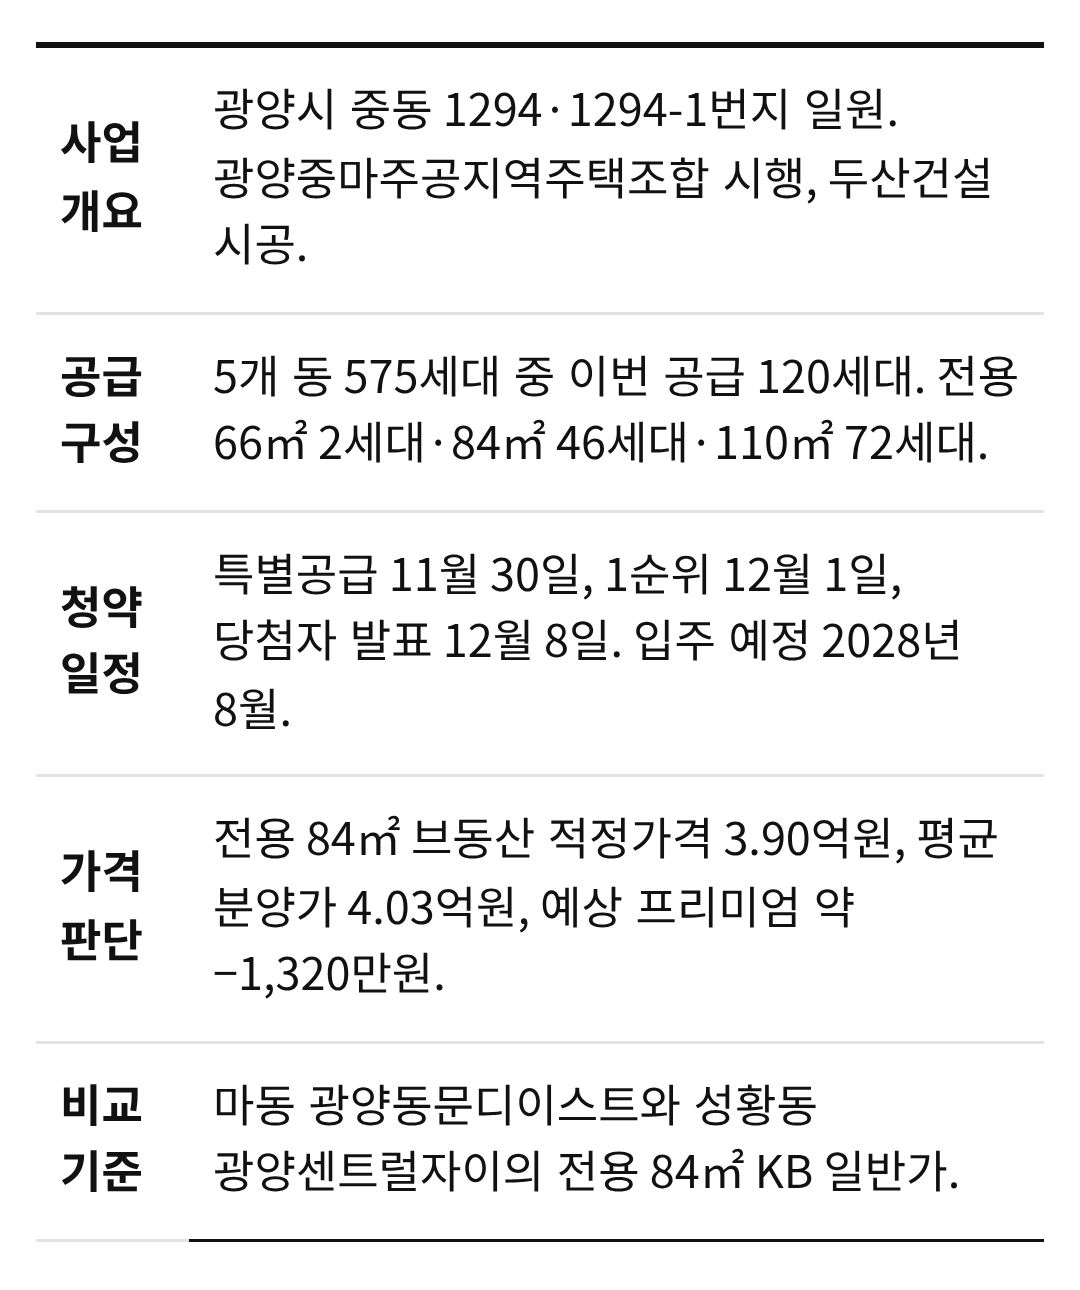 사업
개요
광양시 중동 1294·1294-1번지 일원.
광양중마주공지역주택조합 시행, 두산건설
시공.
공급
구성
5개 동 575세대 중 이번 공급 120세대. 전용
66㎡ 2세대·84㎡ 46세대·110㎡ 72세대.
청약
일정
특별공급 11월 30일, 1순위 12월 1일,
당첨자 발표 12월 8일. 입주 예정 2028년
8월.
가격
판단
전용 84㎡ 브동산 적정가격 3.90억원, 평균
분양가 4.03억원, 예상 프리미엄 약
−1,320만원.
비교
기준
마동 광양동문디이스트와 성황동
광양센트럴자이의 전용 84㎡ KB 일반가.